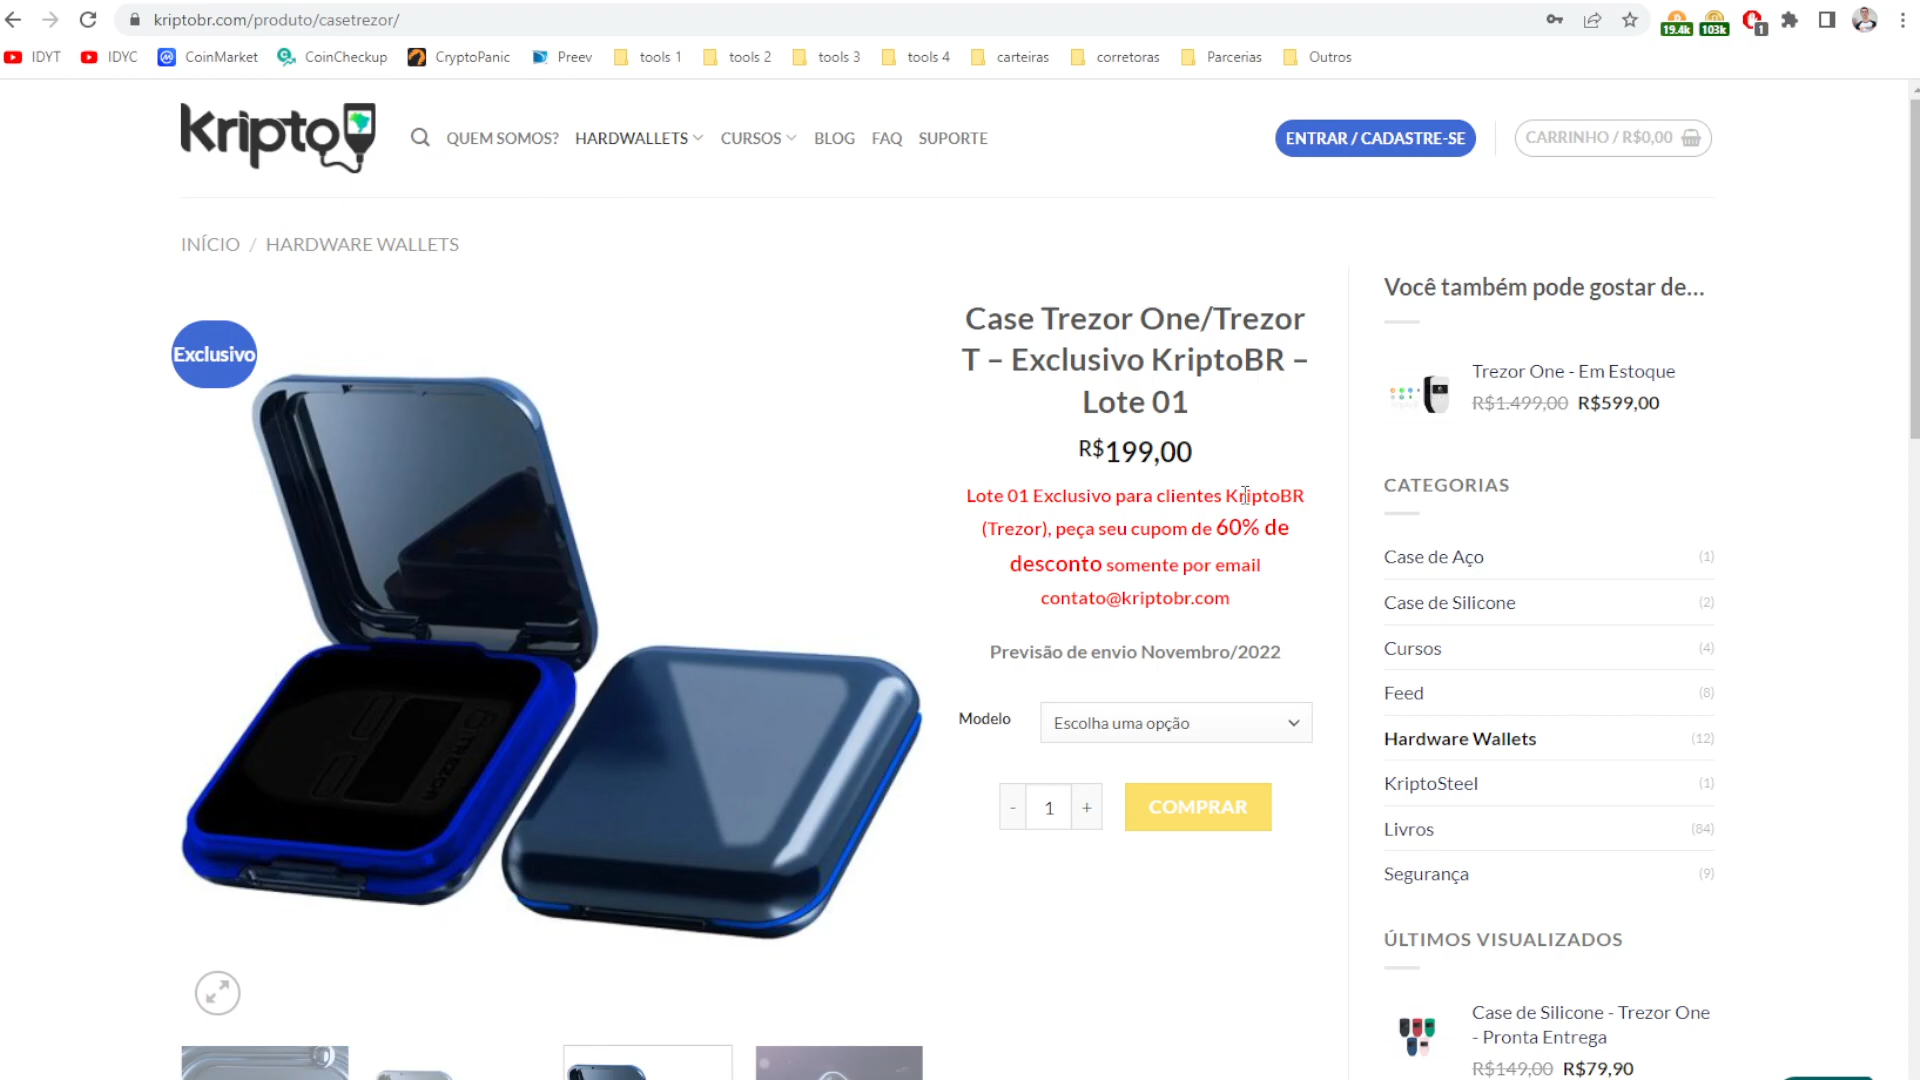 kriptobr.com/produto/casetrezor/
19.4k 103k 1
IDYT IDYC CoinMarket CoinCheckup CryptoPanic Preev tools 1 tools 2 tools 3 tools 4 carteiras corretoras Parcerias Outros
kripto
QUEM SOMOS? HARDWALLETS CURSOS BLOG FAQ SUPORTE
ENTRAR / CADASTRE-SE
CARRINHO / R$0,00
INÍCIO / HARDWARE WALLETS
Exclusivo
Case Trezor One/Trezor
T – Exclusivo KriptoBR –
Lote 01
R$199,00
Lote 01 Exclusivo para clientes KriptoBR
(Trezor), peça seu cupom de 60% de
desconto somente por email
contato@kriptobr.com
Previsão de envio Novembro/2022
Modelo Escolha uma opção
- 1 + COMPRAR
Você também pode gostar de...
Trezor One - Em Estoque
R$1.499,00 R$599,00
CATEGORIAS
Case de Aço (1)
Case de Silicone (2)
Cursos (4)
Feed (8)
Hardware Wallets (12)
KriptoSteel (1)
Livros (84)
Segurança (9)
ÚLTIMOS VISUALIZADOS
Case de Silicone - Trezor One
- Pronta Entrega
R$149,00 R$79,90